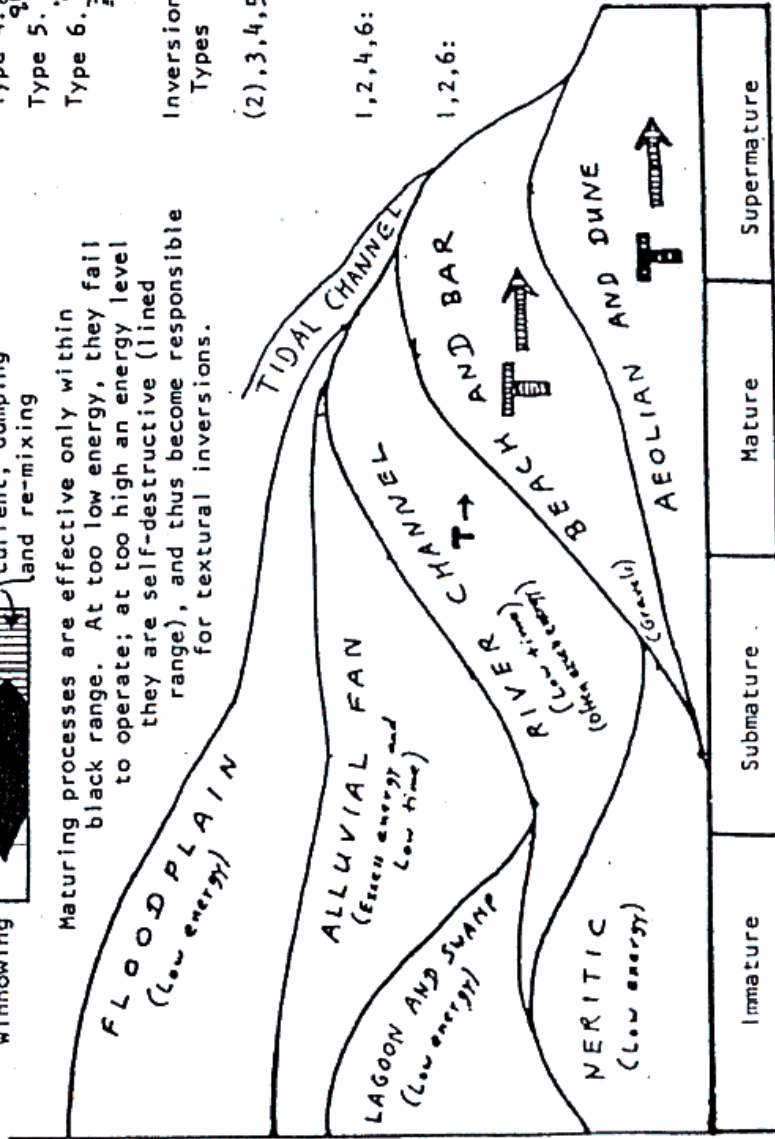 winnowing
and re-mixing
Maturing processes are effective only within
black range. At too low energy, they fail
to operate; at too high an energy level
they are self-destructive (lined
range), and thus become responsible
for textural inversions.
Type 5.
Type 6.
Inversion
Types
(2),3,4,5
1,2,4,6:
1,2,6:
FLOODPLAIN
(Low energy)
ALLUVIAL FAN
(Excess energy and
Low time)
LAGOON AND SWAMP
(Low energy)
NERITIC
(Low energy)
TIDAL CHANNEL
RIVER CHANNEL
(Low time)
T
BEACH AND BAR
(Gravels)
T
AEOLIAN AND DUNE
T
Immature
Submature
Mature
Supermature